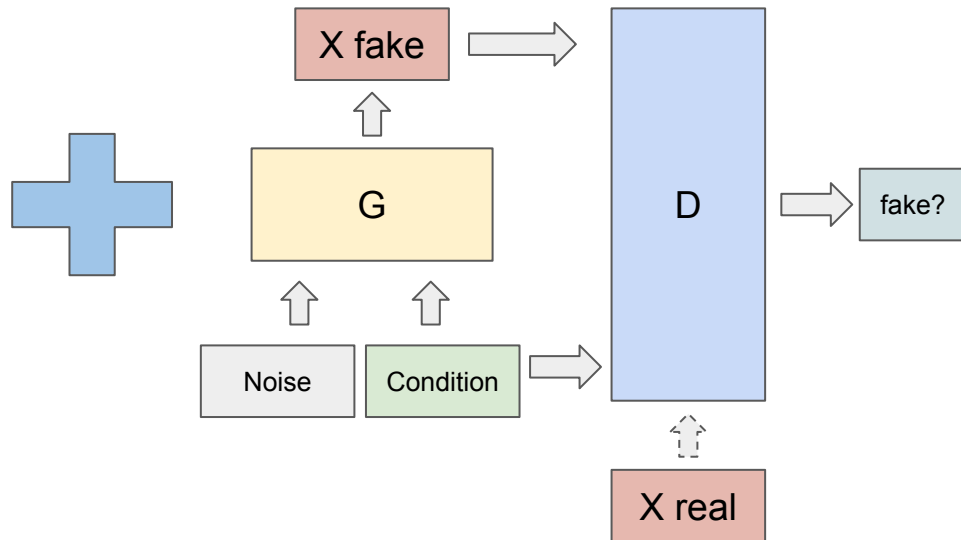 X fake
G
D
fake?
Noise
Condition
X real